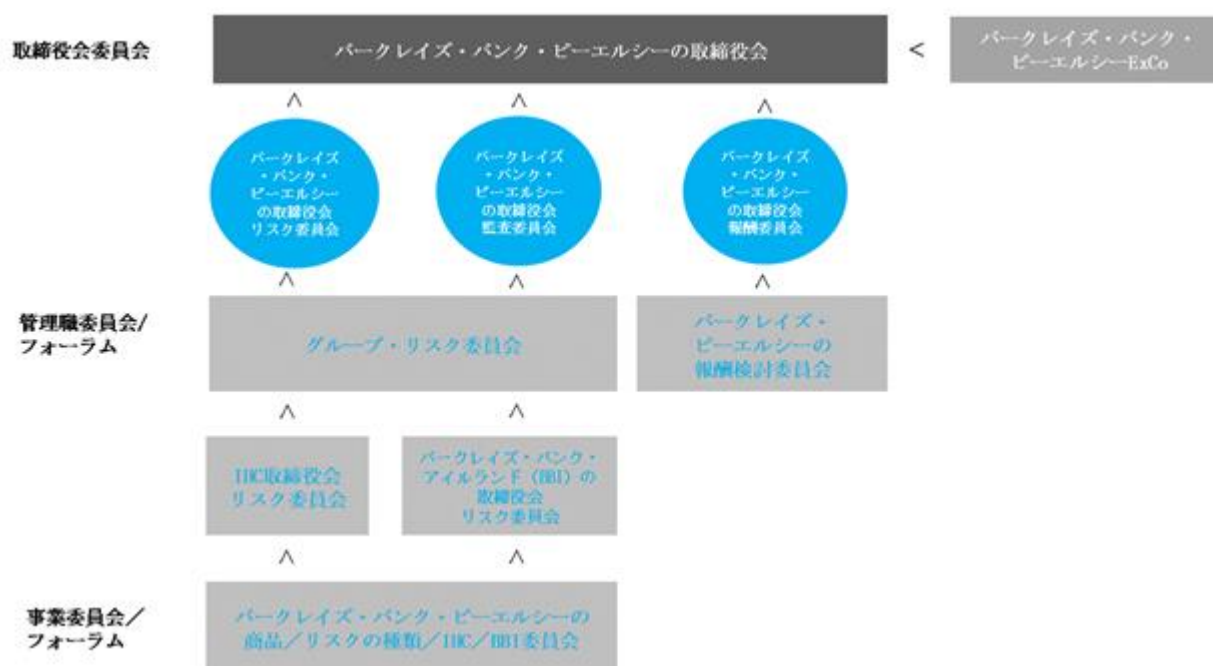 取締役会委員会
バークレイズ・バンク・ピーエルシーの取締役会
<
バークレイズ・バンク・
ピーエルシーExCo
バークレイズ
・バンク・
ピーエルシー
の取締役会
リスク委員会
バークレイズ
・バンク・
ピーエルシー
の取締役会
監査委員会
バークレイズ
・バンク・
ピーエルシー
の取締役会
報酬委員会
管理職委員会/
フォーラム
グループ・リスク委員会
バークレイズ・
ピーエルシーの
報酬検討委員会
IHC取締役会
リスク委員会
バークレイズ・バンク・
アイルランド（BBI）の
取締役会
リスク委員会
事業委員会／
フォーラム
バークレイズ・バンク・ピーエルシーの
商品／リスクの種類／IHC／BBI委員会